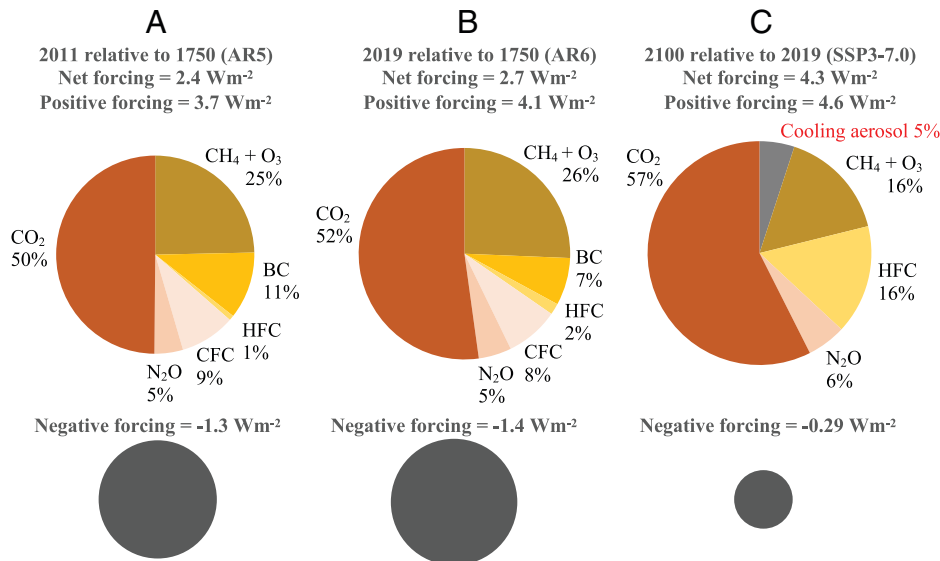 A
2011 relative to 1750 (AR5)
Net forcing = 2.4 Wm⁻²
Positive forcing = 3.7 Wm⁻²
CH₄ + O₃
25%
CO₂
50%
BC
11%
HFC
1%
CFC
9%
N₂O
5%
Negative forcing = -1.3 Wm⁻²
B
2019 relative to 1750 (AR6)
Net forcing = 2.7 Wm⁻²
Positive forcing = 4.1 Wm⁻²
CH₄ + O₃
26%
CO₂
52%
BC
7%
HFC
2%
CFC
8%
N₂O
5%
Negative forcing = -1.4 Wm⁻²
C
2100 relative to 2019 (SSP3-7.0)
Net forcing = 4.3 Wm⁻²
Positive forcing = 4.6 Wm⁻²
Cooling aerosol 5%
CO₂
57%
CH₄ + O₃
16%
HFC
16%
N₂O
6%
Negative forcing = -0.29 Wm⁻²